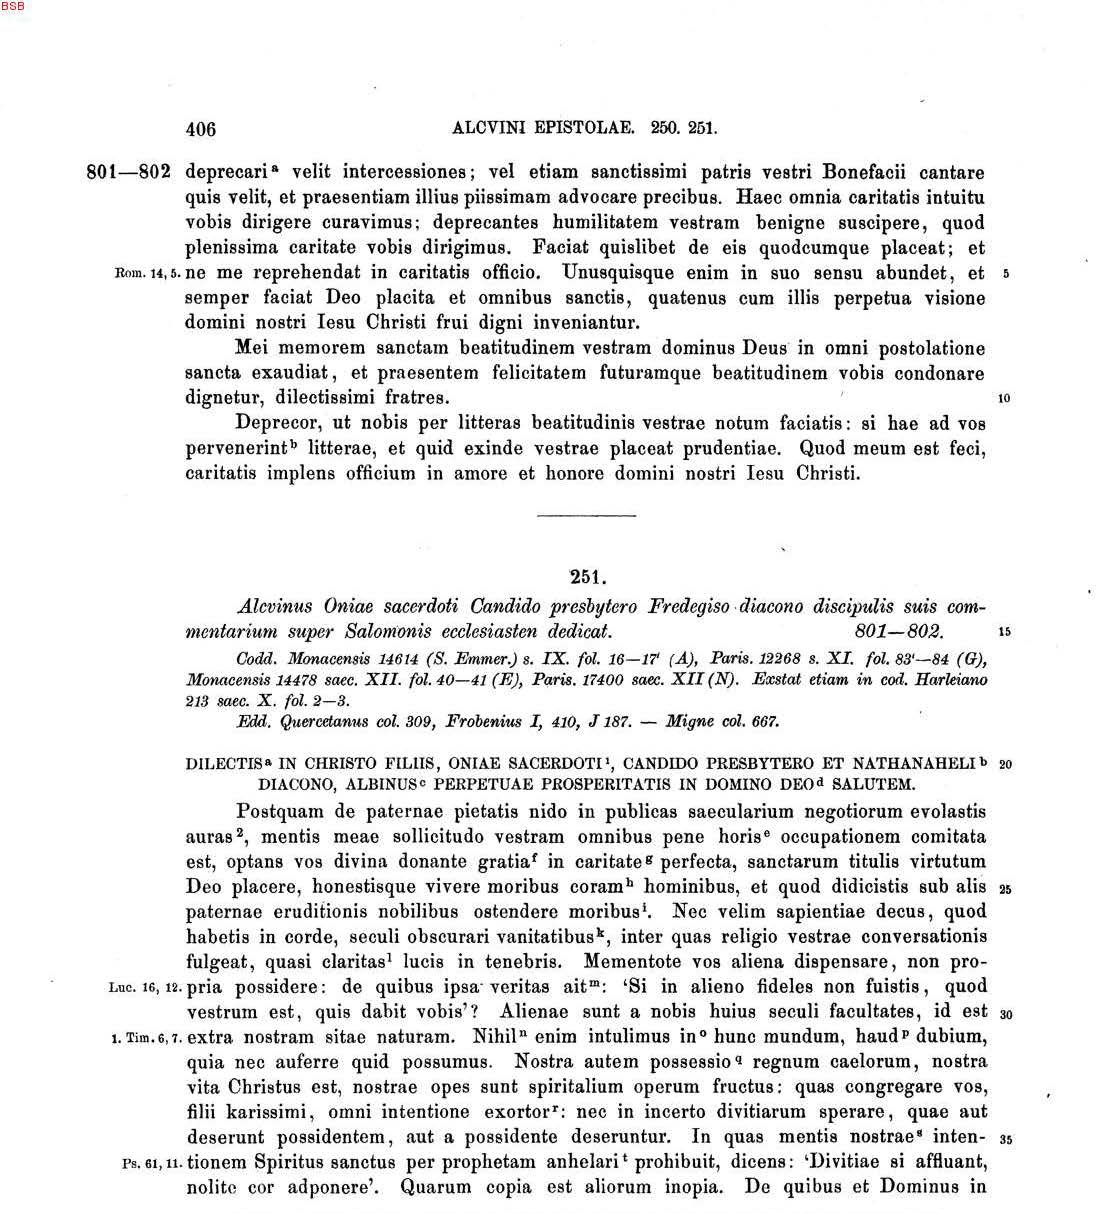 BSB
406 ALCVINI EPISTOLAE. 250. 251.
801—802 deprecari ᵃ velit intercessiones; vel etiam sanctissimi patris vestri Bonefacii cantare
quis velit, et praesentiam illius piissimam advocare precibus. Haec omnia caritatis intuitu
vobis dirigere curavimus; deprecantes humilitatem vestram benigne suscipere, quod
plenissima caritate vobis dirigimus. Faciat quislibet de eis quodcumque placeat; et
Rom. 14, 5. ne me reprehendat in caritatis officio. Unusquisque enim in suo sensu abundet, et 5
semper faciat Deo placita et omnibus sanctis, quatenus cum illis perpetua visione
domini nostri Iesu Christi frui digni inveniantur.
Mei memorem sanctam beatitudinem vestram dominus Deus in omni postolatione
sancta exaudiat, et praesentem felicitatem futuramque beatitudinem vobis condonare
dignetur, dilectissimi fratres. 10
Deprecor, ut nobis per litteras beatitudinis vestrae notum faciatis: si hae ad vos
pervenerint ᵇ litterae, et quid exinde vestrae placeat prudentiae. Quod meum est feci,
caritatis implens officium in amore et honore domini nostri Iesu Christi.
251.
Alcvinus Oniae sacerdoti Candido presbytero Fredegiso diacono discipulis suis com-
mentarium super Salomonis ecclesiasten dedicat. 801—802. 15
Codd. Monacensis 14614 (S. Emmer.) s. IX. fol. 16—17' (A), Paris. 12268 s. XI. fol. 83'—84 (G),
Monacensis 14478 saec. XII. fol. 40—41 (E), Paris. 17400 saec. XII (N). Exstat etiam in cod. Harleiano
213 saec. X. fol. 2—3.
Edd. Quercetanus col. 309, Frobenius I, 410, J 187. — Migne col. 667.
DILECTIS ᵃ IN CHRISTO FILIIS, ONIAE SACERDOTI ¹, CANDIDO PRESBYTERO ET NATHANAHELI ᵇ 20
DIACONO, ALBINUS ᶜ PERPETUAE PROSPERITATIS IN DOMINO DEO ᵈ SALUTEM.
Postquam de paternae pietatis nido in publicas saecularium negotiorum evolastis
auras ², mentis meae sollicitudo vestram omnibus pene horis ᵉ occupationem comitata
est, optans vos divina donante gratia ᶠ in caritate ᵍ perfecta, sanctarum titulis virtutum
Deo placere, honestisque vivere moribus coram ʰ hominibus, et quod didicistis sub alis 25
paternae eruditionis nobilibus ostendere moribus ⁱ. Nec velim sapientiae decus, quod
habetis in corde, seculi obscurari vanitatibus ᵏ, inter quas religio vestrae conversationis
fulgeat, quasi claritas ˡ lucis in tenebris. Mementote vos aliena dispensare, non pro-
Luc. 16, 12. pria possidere: de quibus ipsa veritas ait ᵐ: ‘Si in alieno fideles non fuistis, quod
vestrum est, quis dabit vobis’? Alienae sunt a nobis huius seculi facultates, id est 30
1. Tim. 6, 7. extra nostram sitae naturam. Nihil ⁿ enim intulimus in ᵒ hunc mundum, haud ᵖ dubium,
quia nec auferre quid possumus. Nostra autem possessio q regnum caelorum, nostra
vita Christus est, nostrae opes sunt spiritalium operum fructus: quas congregare vos,
filii karissimi, omni intentione exortor ʳ: nec in incerto divitiarum sperare, quae aut
deserunt possidentem, aut a possidente deseruntur. In quas mentis nostrae ˢ inten- 35
Ps. 61, 11. tionem Spiritus sanctus per prophetam anhelari ᵗ prohibuit, dicens: ‘Divitiae si affluant,
nolite cor adponere’. Quarum copia est aliorum inopia. De quibus et Dominus in